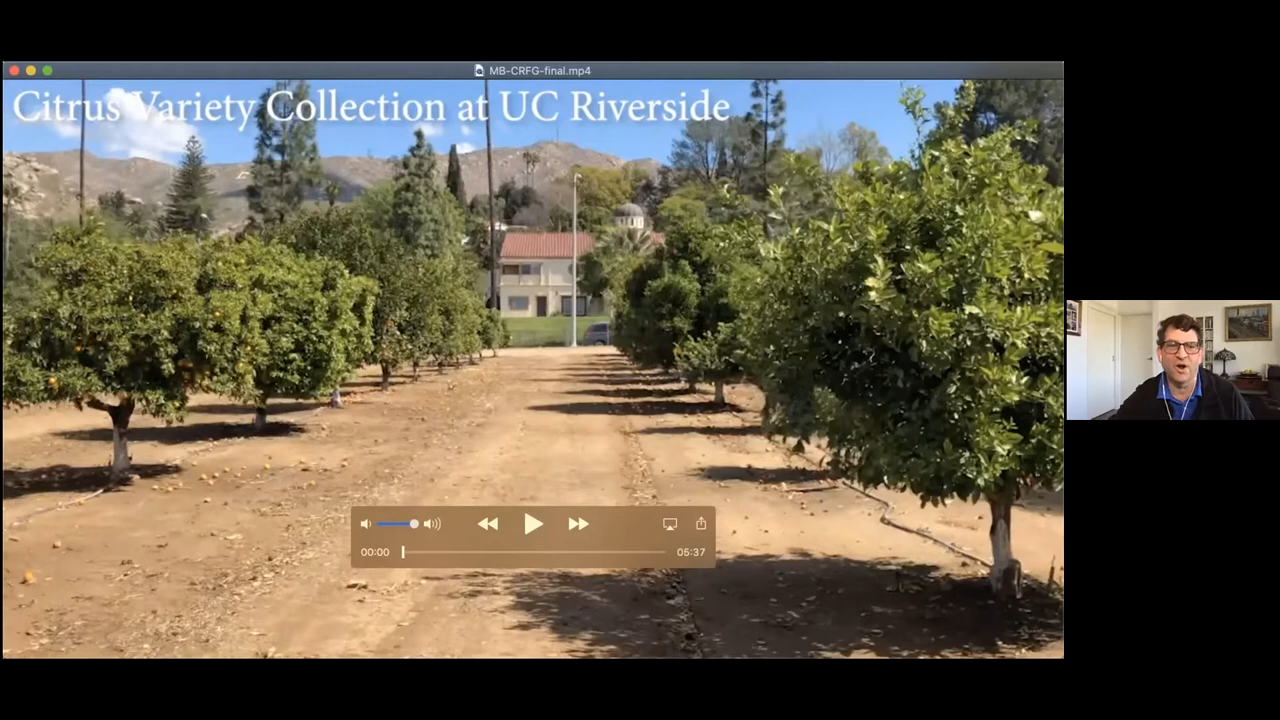 MB-CRFG-final.mp4
Citrus Variety Collection at UC Riverside
00:00
05:37